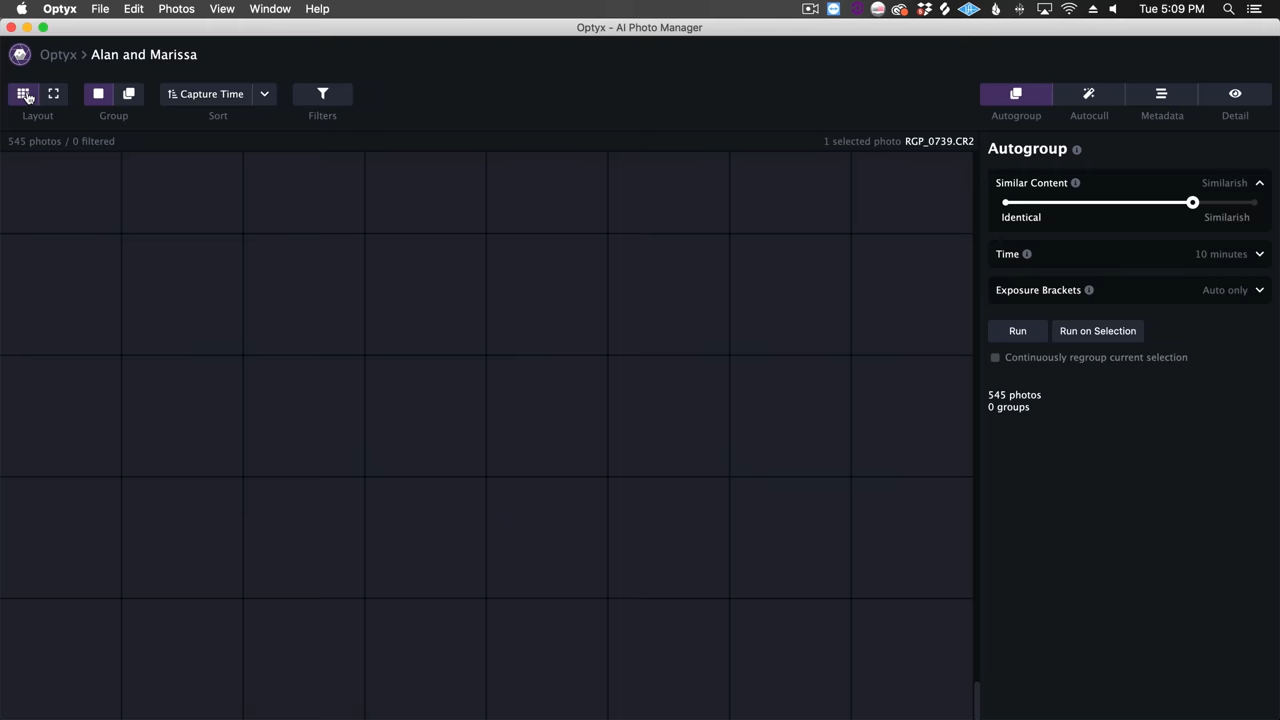 Optyx File Edit Photos View Window Help Tue 5:09 PM
Optyx - AI Photo Manager
Optyx > Alan and Marissa
Capture Time
Layout Group Sort Filters Autogroup Autocull Metadata Detail
545 photos / 0 filtered 1 selected photo RGP_0739.CR2
Autogroup
Similar Content Similarish
Identical Similarish
Time 10 minutes
Exposure Brackets Auto only
Run Run on Selection
Continuously regroup current selection
545 photos
0 groups